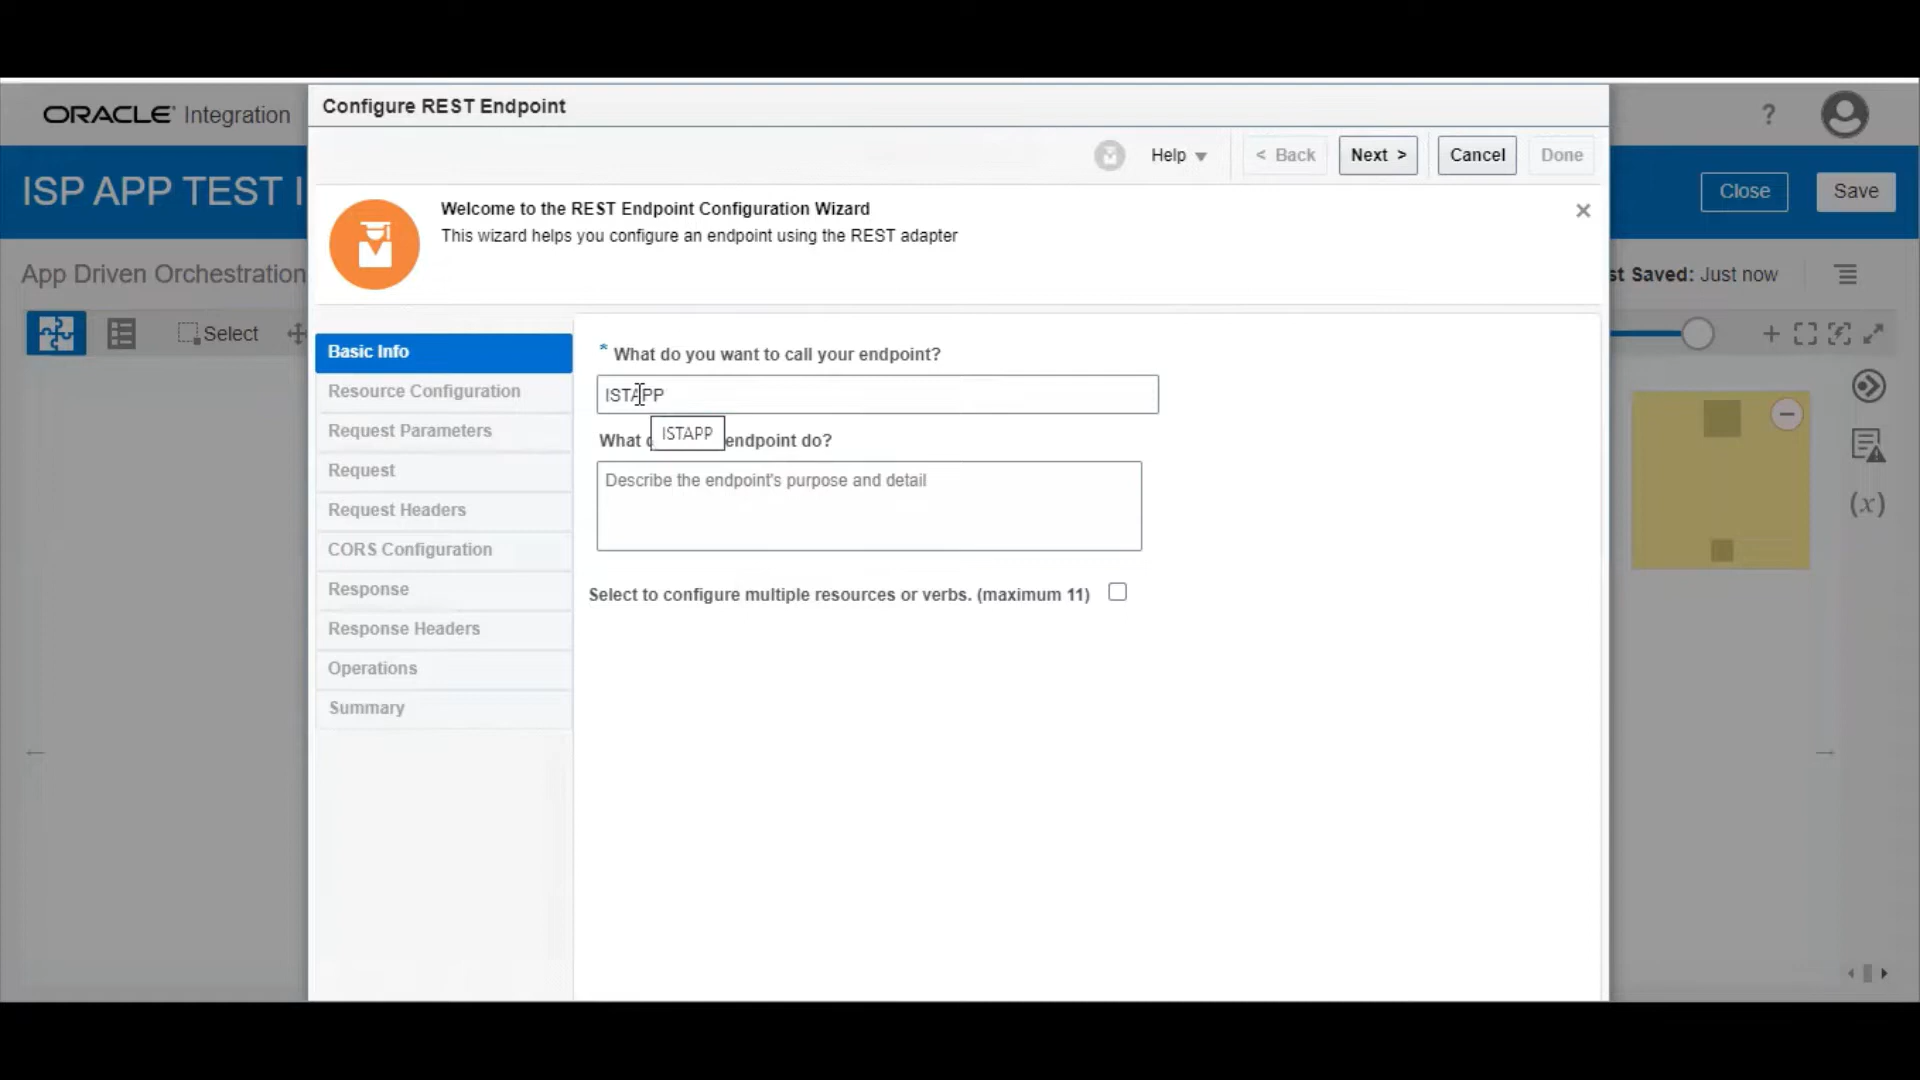 Configure REST Endpoint
ORACLE Integration
?
Help
< Back
Next >
Cancel
Done
ISP APP TEST I
Welcome to the REST Endpoint Configuration Wizard
This wizard helps you configure an endpoint using the REST adapter
Close
Save
App Driven Orchestration
st Saved: Just now
Select
Basic Info
Resource Configuration
Request Parameters
Request
Request Headers
CORS Configuration
Response
Response Headers
Operations
Summary
* What do you want to call your endpoint?
ISTAPP
ISTAPP
What endpoint do?
Describe the endpoint's purpose and detail
Select to configure multiple resources or verbs. (maximum 11)
(x)